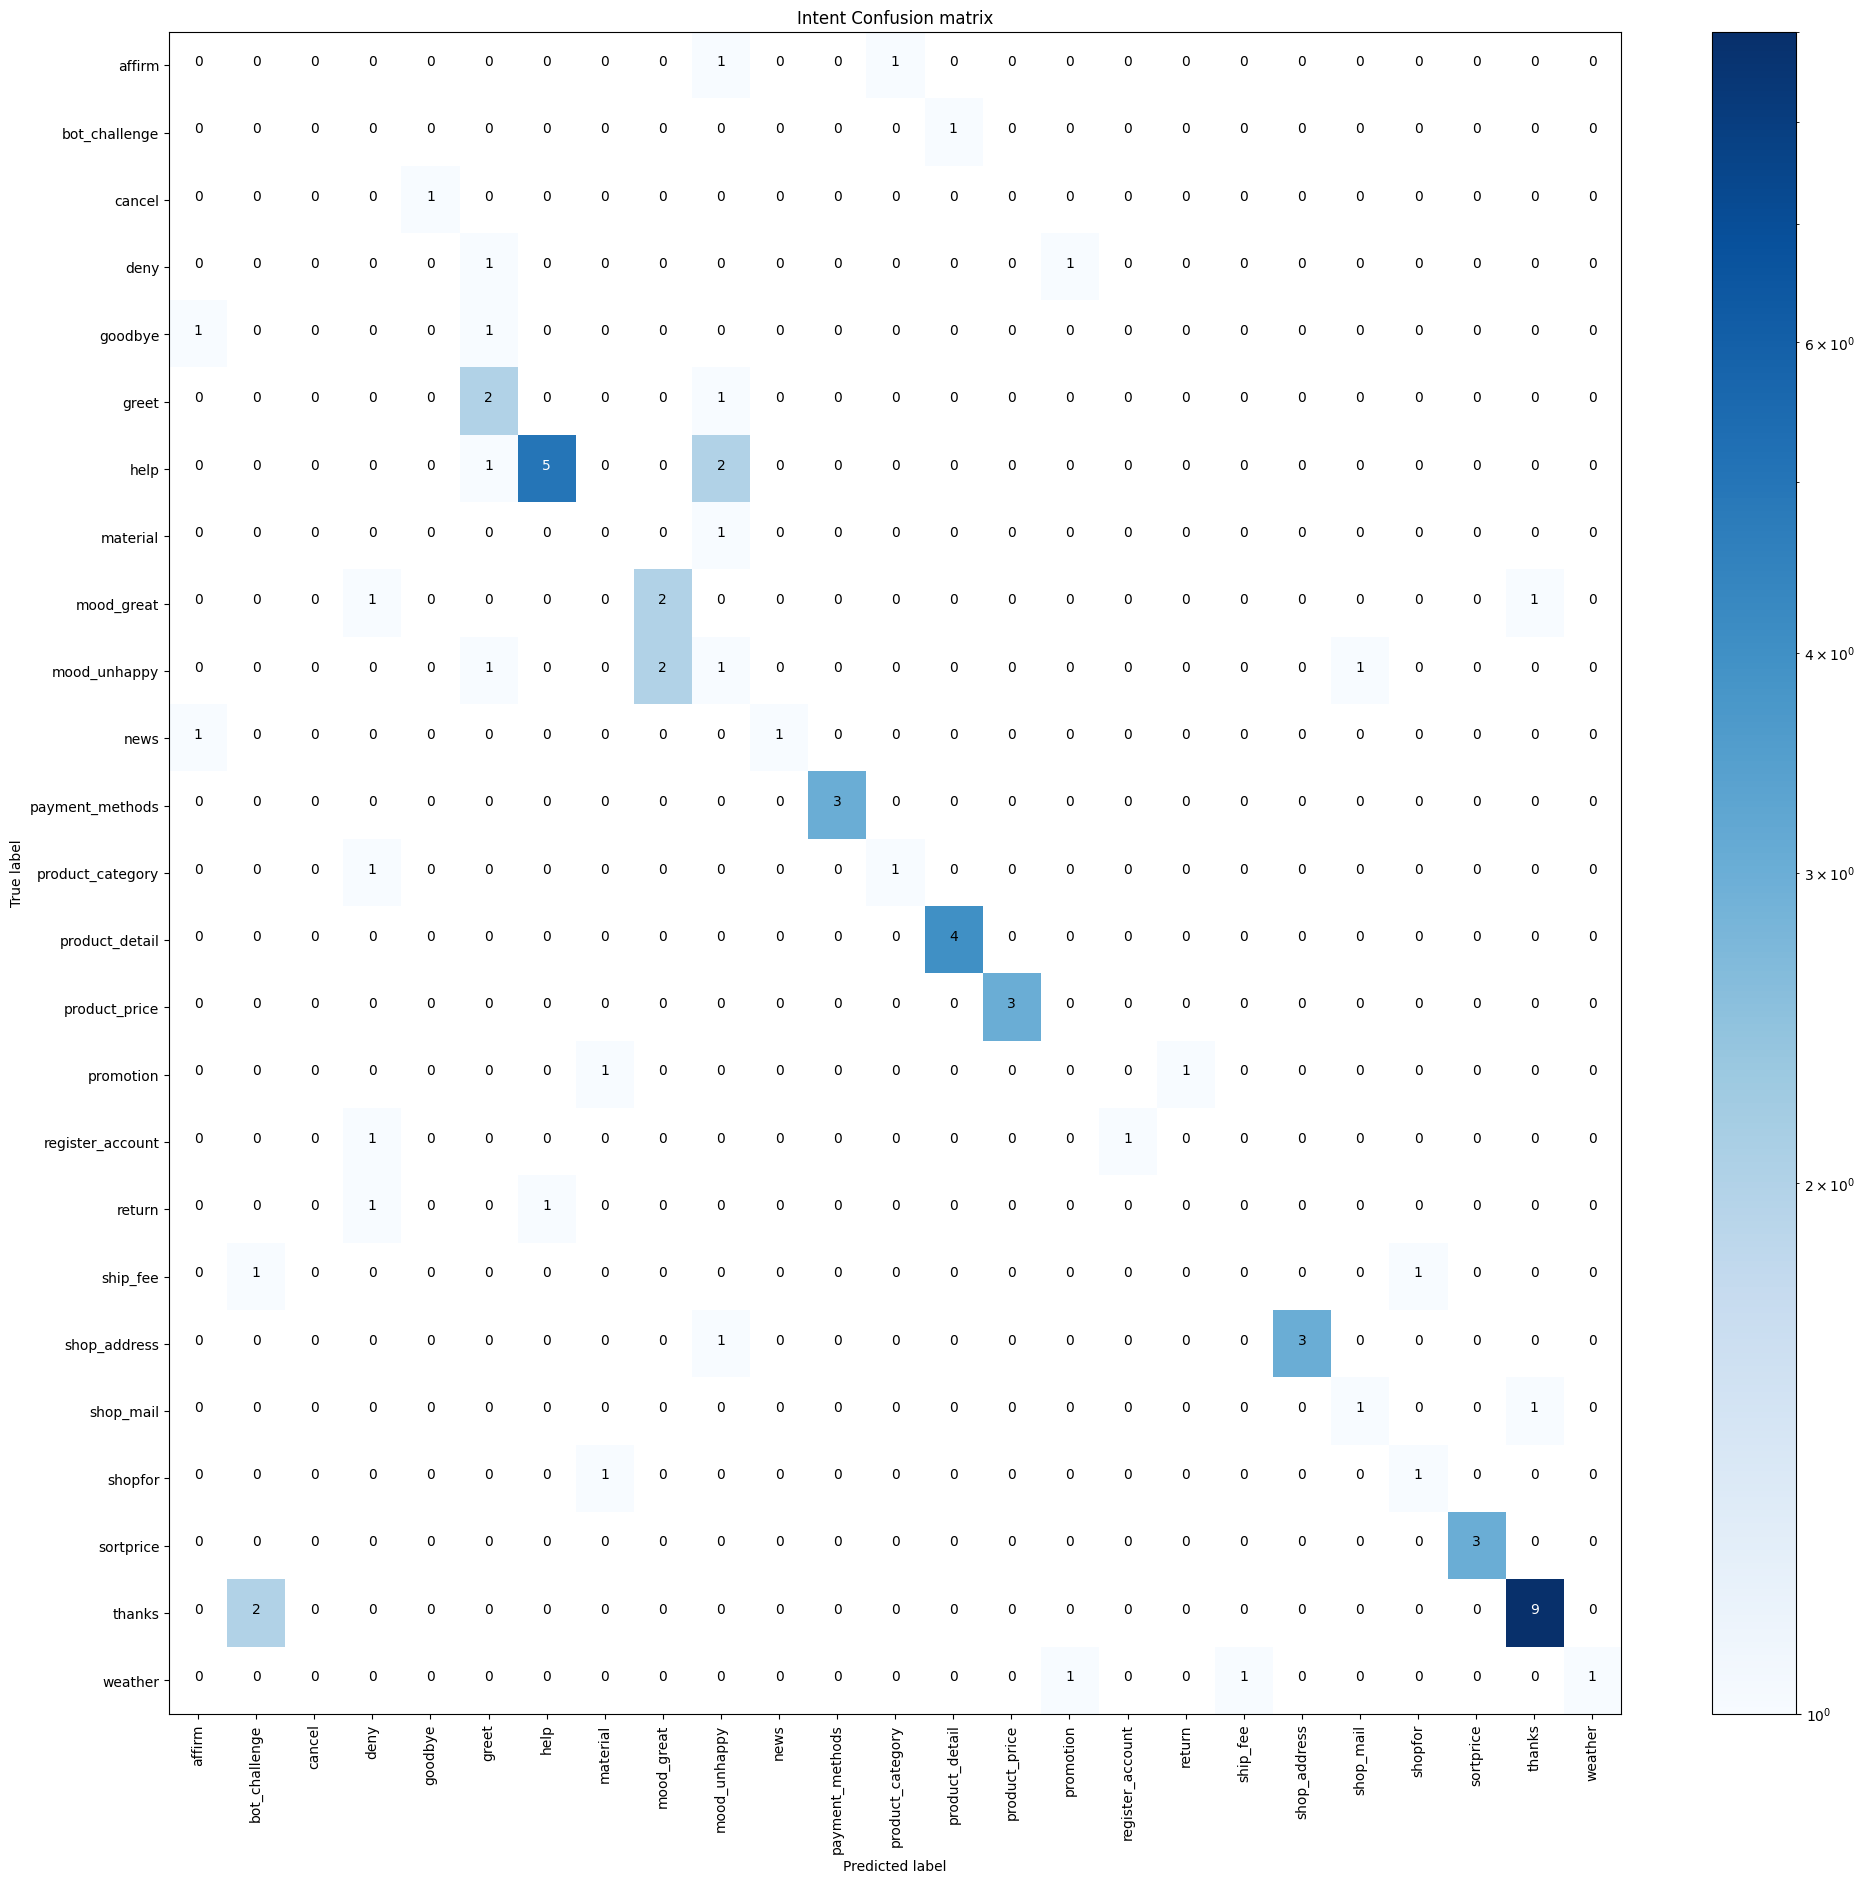 Intent Confusion matrix
affirm 0 0 0 0 0 0 0 0 0 1 0 0 1 0 0 0 0 0 0 0 0 0 0 0 0
bot_challenge 0 0 0 0 0 0 0 0 0 0 0 0 0 1 0 0 0 0 0 0 0 0 0 0 0
cancel 0 0 0 0 1 0 0 0 0 0 0 0 0 0 0 0 0 0 0 0 0 0 0 0 0
deny 0 0 0 0 0 1 0 0 0 0 0 0 0 0 0 1 0 0 0 0 0 0 0 0 0
goodbye 1 0 0 0 0 1 0 0 0 0 0 0 0 0 0 0 0 0 0 0 0 0 0 0 0
greet 0 0 0 0 0 2 0 0 0 1 0 0 0 0 0 0 0 0 0 0 0 0 0 0 0
help 0 0 0 0 0 1 5 0 0 2 0 0 0 0 0 0 0 0 0 0 0 0 0 0 0
material 0 0 0 0 0 0 0 0 0 1 0 0 0 0 0 0 0 0 0 0 0 0 0 0 0
mood_great 0 0 0 1 0 0 0 0 2 0 0 0 0 0 0 0 0 0 0 0 0 0 0 1 0
mood_unhappy 0 0 0 0 0 1 0 0 2 1 0 0 0 0 0 0 0 0 0 0 1 0 0 0 0
news 1 0 0 0 0 0 0 0 0 0 1 0 0 0 0 0 0 0 0 0 0 0 0 0 0
payment_methods 0 0 0 0 0 0 0 0 0 0 0 3 0 0 0 0 0 0 0 0 0 0 0 0 0
product_category 0 0 0 1 0 0 0 0 0 0 0 0 1 0 0 0 0 0 0 0 0 0 0 0 0
product_detail 0 0 0 0 0 0 0 0 0 0 0 0 0 4 0 0 0 0 0 0 0 0 0 0 0
product_price 0 0 0 0 0 0 0 0 0 0 0 0 0 0 3 0 0 0 0 0 0 0 0 0 0
promotion 0 0 0 0 0 0 0 1 0 0 0 0 0 0 0 0 0 1 0 0 0 0 0 0 0
register_account 0 0 0 1 0 0 0 0 0 0 0 0 0 0 0 0 1 0 0 0 0 0 0 0 0
return 0 0 0 1 0 0 1 0 0 0 0 0 0 0 0 0 0 0 0 0 0 0 0 0 0
ship_fee 0 1 0 0 0 0 0 0 0 0 0 0 0 0 0 0 0 0 0 0 0 1 0 0 0
shop_address 0 0 0 0 0 0 0 0 0 1 0 0 0 0 0 0 0 0 0 3 0 0 0 0 0
shop_mail 0 0 0 0 0 0 0 0 0 0 0 0 0 0 0 0 0 0 0 0 1 0 0 1 0
shopfor 0 0 0 0 0 0 0 1 0 0 0 0 0 0 0 0 0 0 0 0 0 1 0 0 0
sortprice 0 0 0 0 0 0 0 0 0 0 0 0 0 0 0 0 0 0 0 0 0 0 3 0 0
thanks 0 2 0 0 0 0 0 0 0 0 0 0 0 0 0 0 0 0 0 0 0 0 0 9 0
weather 0 0 0 0 0 0 0 0 0 0 0 0 0 0 0 1 0 0 1 0 0 0 0 0 1
True label
affirm
bot_challenge
cancel
deny
goodbye
greet
help
material
mood_great
mood_unhappy
news
payment_methods
product_category
product_detail
product_price
promotion
register_account
return
ship_fee
shop_address
shop_mail
shopfor
sortprice
thanks
weather
Predicted label
6 × 10⁰
4 × 10⁰
3 × 10⁰
2 × 10⁰
10⁰